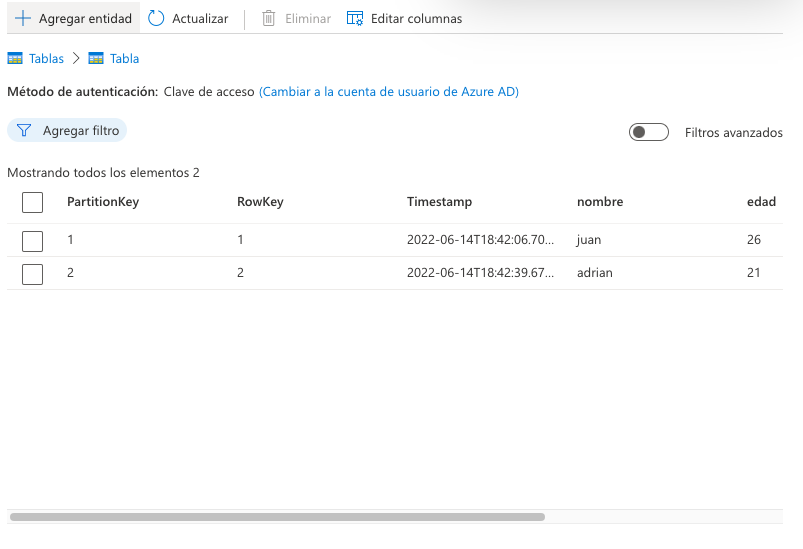 Agregar entidad Actualizar Eliminar Editar columnas
Tablas Tabla
Método de autenticación: Clave de acceso (Cambiar a la cuenta de usuario de Azure AD)
Agregar filtro Filtros avanzados
Mostrando todos los elementos 2
PartitionKey RowKey Timestamp nombre edad
1 1 2022-06-14T18:42:06.70... juan 26
2 2 2022-06-14T18:42:39.67... adrian 21